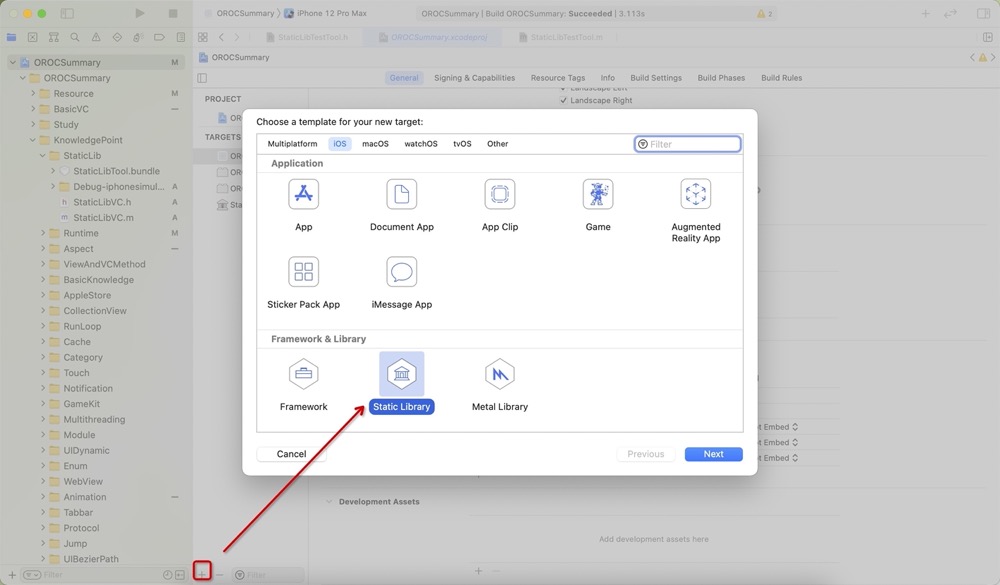 OROCSummary
iPhone 12 Pro Max
OROCSummary | Build OROCSummary: Succeeded | 3.113s
2
StaticLibTestTool.h
OROCSummary.xcodeproj
StaticLibTestTool.m
OROCSummary M
OROCSummary
Resource M
BasicVC
Study
KnowledgePoint
StaticLib
StaticLibTool.bundle
Debug-iphonesimul... A
StaticLibVC.h A
StaticLibVC.m A
Runtime M
Aspect
ViewAndVCMethod
BasicKnowledge
AppleStore
CollectionView
RunLoop
Cache
Category
Touch
Notification
GameKit
Multithreading
Module
UIDynamic
Enum
WebView
Animation
Tabbar
Protocol
Jump
UIBezierPath
Filter
OROCSummary
General Signing & Capabilities Resource Tags Info Build Settings Build Phases Build Rules
PROJECT
TARGETS
Landscape Left
Landscape Right
Choose a template for your new target:
Multiplatform iOS macOS watchOS tvOS Other
Filter
Application
App
Document App
App Clip
Game
Augmented
Reality App
Sticker Pack App
iMessage App
Framework & Library
Framework
Static Library
Metal Library
Cancel
Previous
Next
Embed
Embed
Embed
Development Assets
Add development assets here
Filter